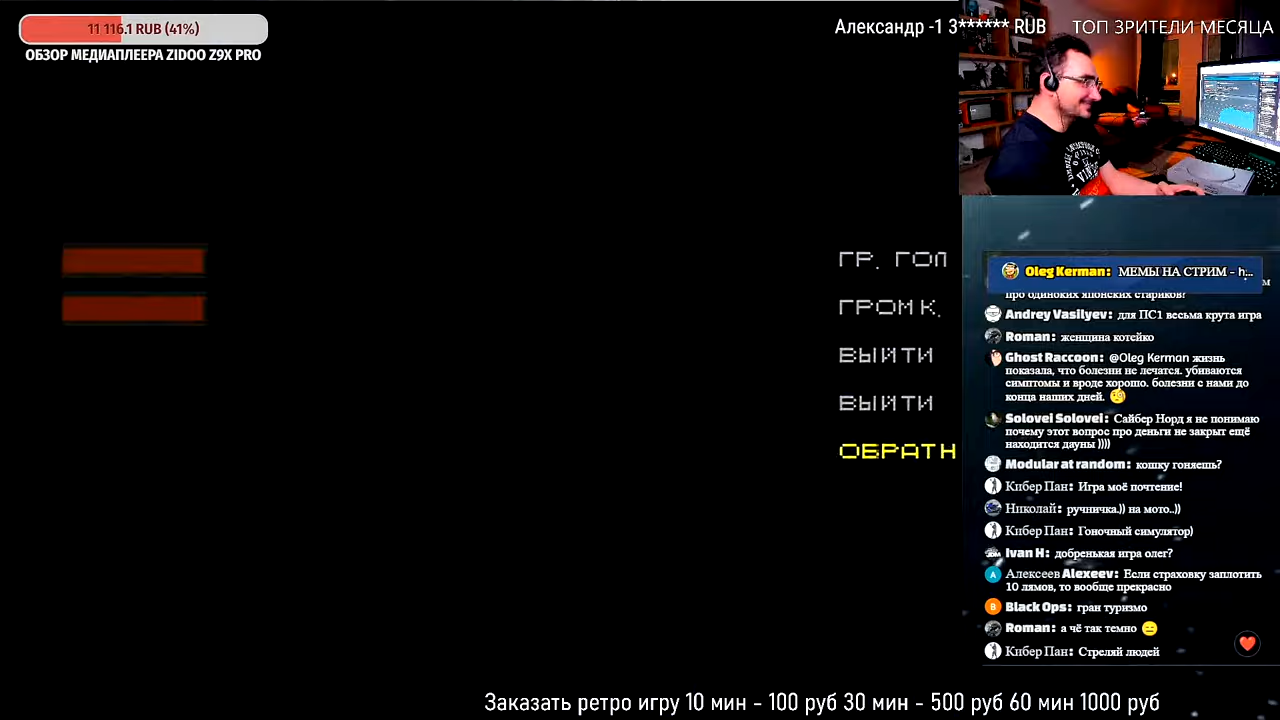 11 116.1 RUB (41%)
ОБЗОР МЕДИАПЛЕЕРА ZIDOO Z9X PRO
Александр -1 3****** RUB
ТОП ЗРИТЕЛИ МЕСЯЦА
ГР. ГОЛ
ГРОМК.
ВЫЙТИ
ВЫЙТИ
ОБРАТН
Oleg Kerman: МЕМЫ НА СТРИМ - h...
про одиноких японских стариков?
Andrey Vasilyev: для ПС1 весьма крута игра
Roman: женщина котейко
Ghost Raccoon: @Oleg Kerman жизнь
показала, что болезни не лечатся. убиваются
симптомы и вроде хорошо. болезни с нами до
конца наших дней. 🧐
Solovei Solovei: Сайбер Норд я не понимаю
почему этот вопрос про деньги не закрыт ещё
находится дауны ))))
Modular at random: кошку гоняешь?
Кибер Пан: Игра моё почтение!
Николай: ручничка.)) на мото..))
Кибер Пан: Гоночный симулятор)
Ivan H: добренькая игра олег?
Алексеев Alexeev: Если страховку заплотить
10 лямов, то вообще прекрасно
Black Ops: гран туризмо
Roman: а чё так темно 😑
Кибер Пан: Стреляй людей
Заказать ретро игру 10 мин - 100 руб 30 мин - 500 руб 60 мин 1000 руб